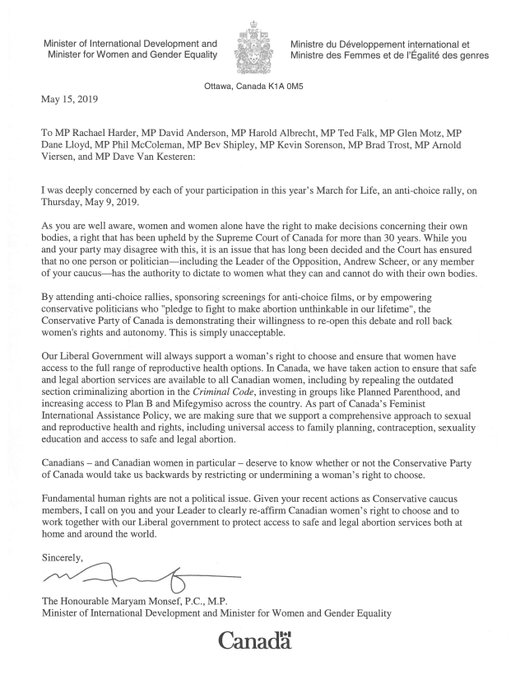 Minister of International Development and
Minister for Women and Gender Equality
Ministre du Développement international et
Ministre des Femmes et de l'Égalité des genres
Ottawa, Canada K1A 0M5
May 15, 2019
To MP Rachael Harder, MP David Anderson, MP Harold Albrecht, MP Ted Falk, MP Glen Motz, MP
Dane Lloyd, MP Phil McColeman, MP Bev Shipley, MP Kevin Sorenson, MP Brad Trost, MP Arnold
Viersen, and MP Dave Van Kesteren:
I was deeply concerned by each of your participation in this year's March for Life, an anti-choice rally, on
Thursday, May 9, 2019.
As you are well aware, women and women alone have the right to make decisions concerning their own
bodies, a right that has been upheld by the Supreme Court of Canada for more than 30 years. While you
and your party may disagree with this, it is an issue that has long been decided and the Court has ensured
that no one person or politician—including the Leader of the Opposition, Andrew Scheer, or any member
of your caucus—has the authority to dictate to women what they can and cannot do with their own bodies.
By attending anti-choice rallies, sponsoring screenings for anti-choice films, or by empowering
conservative politicians who "pledge to fight to make abortion unthinkable in our lifetime", the
Conservative Party of Canada is demonstrating their willingness to re-open this debate and roll back
women's rights and autonomy. This is simply unacceptable.
Our Liberal Government will always support a woman's right to choose and ensure that women have
access to the full range of reproductive health options. In Canada, we have taken action to ensure that safe
and legal abortion services are available to all Canadian women, including by repealing the outdated
section criminalizing abortion in the Criminal Code, investing in groups like Planned Parenthood, and
increasing access to Plan B and Mifegymiso across the country. As part of Canada's Feminist
International Assistance Policy, we are making sure that we support a comprehensive approach to sexual
and reproductive health and rights, including universal access to family planning, contraception, sexuality
education and access to safe and legal abortion.
Canadians – and Canadian women in particular – deserve to know whether or not the Conservative Party
of Canada would take us backwards by restricting or undermining a woman's right to choose.
Fundamental human rights are not a political issue. Given your recent actions as Conservative caucus
members, I call on you and your Leader to clearly re-affirm Canadian women's right to choose and to
work together with our Liberal government to protect access to safe and legal abortion services both at
home and around the world.
Sincerely,
The Honourable Maryam Monsef, P.C., M.P.
Minister of International Development and Minister for Women and Gender Equality
Canada